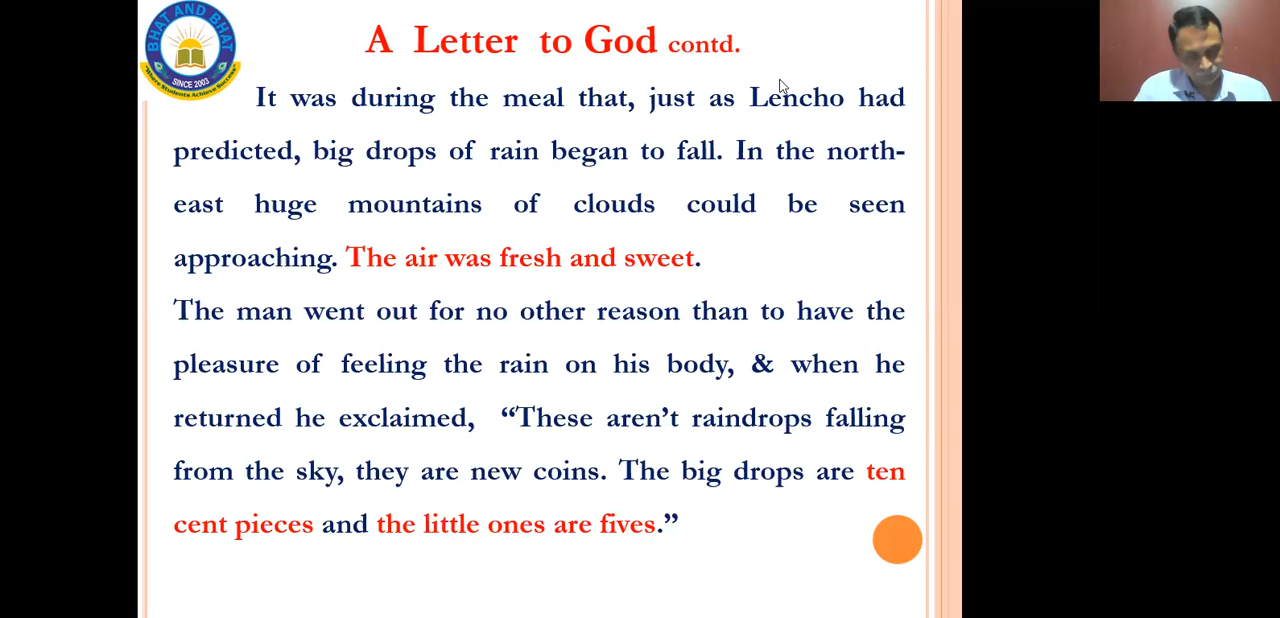 BHAT AND BHAT
SINCE 2003
Where Students Achieve Success
A Letter to God contd.
It was during the meal that, just as Lencho had
predicted, big drops of rain began to fall. In the north-
east huge mountains of clouds could be seen
approaching. The air was fresh and sweet.
The man went out for no other reason than to have the
pleasure of feeling the rain on his body, & when he
returned he exclaimed, “These aren’t raindrops falling
from the sky, they are new coins. The big drops are ten
cent pieces and the little ones are fives.”